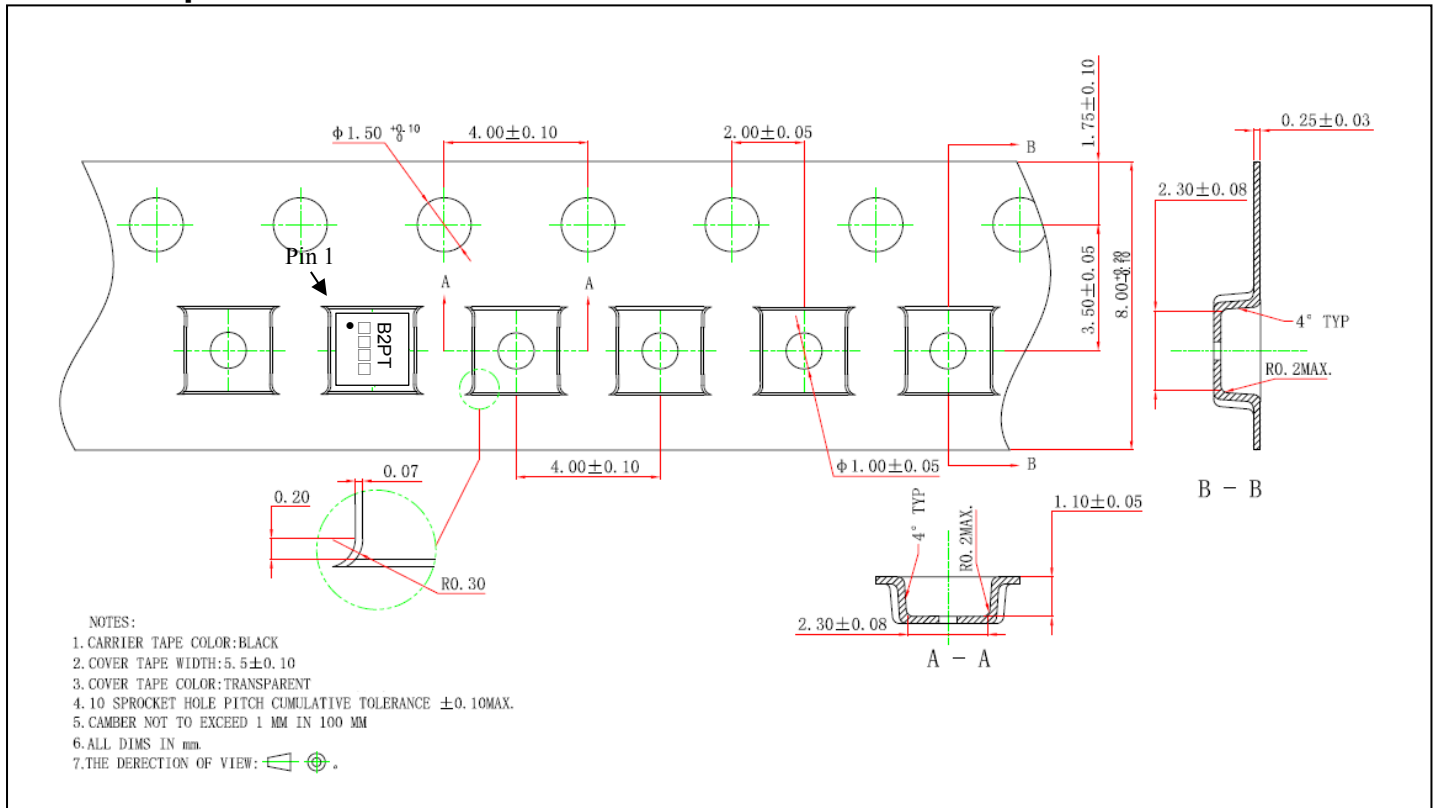 1.75±0.10
B
0.25±0.03
φ1.50 +0.10 0
4.00±0.10
2.00±0.05
2.30±0.08
Pin 1
A
A
3.50±0.05
4° TYP
B2PT
R0.2MAX.
4.00±0.10
φ1.00±0.05
B
B - B
0.07
0.20
R0.30
4° TYP
R0.2MAX.
1.10±0.05
2.30±0.08
A - A
NOTES:
1. CARRIER TAPE COLOR:BLACK
2. COVER TAPE WIDTH:5.5±0.10
3. COVER TAPE COLOR:TRANSPARENT
4. 10 SPROCKET HOLE PITCH CUMULATIVE TOLERANCE ±0.10MAX.
5. CAMBER NOT TO EXCEED 1 MM IN 100 MM
6. ALL DIMS IN mm.
7. THE DERECTION OF VIEW: 。